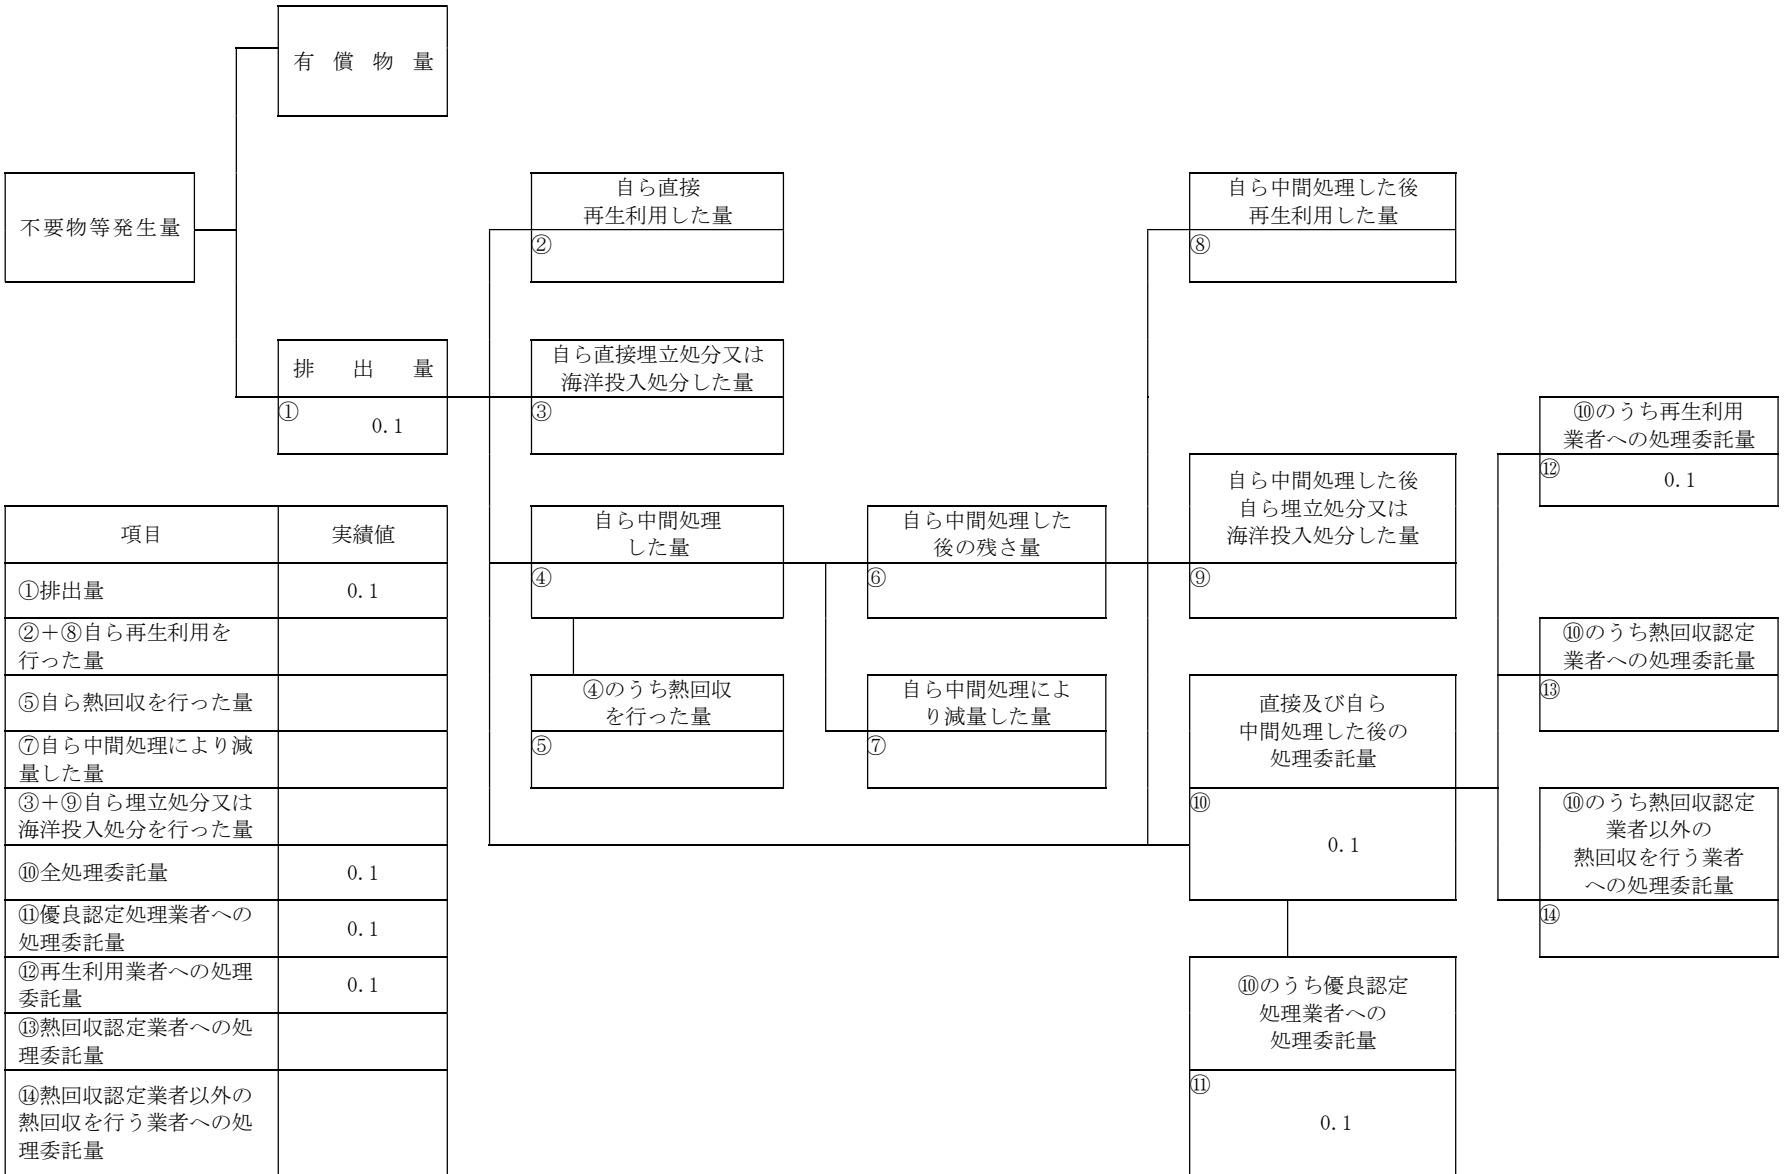 有 償 物 量
不要物等発生量
自ら直接
再生利用した量
②
自ら中間処理した後
再生利用した量
⑧
排 出 量
①
0.1
自ら直接埋立処分又は
海洋投入処分した量
③
⑩のうち再生利用
業者への処理委託量
⑫
0.1
自ら中間処理した後
自ら埋立処分又は
海洋投入処分した量
⑨
自ら中間処理
した量
④
自ら中間処理した
後の残さ量
⑥
④のうち熱回収
を行った量
⑤
自ら中間処理によ
り減量した量
⑦
直接及び自ら
中間処理した後の
処理委託量
⑩
0.1
⑩のうち熱回収認定
業者への処理委託量
⑬
⑩のうち熱回収認定
業者以外の
熱回収を行う業者
への処理委託量
⑭
⑩のうち優良認定
処理業者への
処理委託量
⑪
0.1
項目 実績値
①排出量 0.1
②＋⑧自ら再生利用を
行った量
⑤自ら熱回収を行った量
⑦自ら中間処理により減
量した量
③＋⑨自ら埋立処分又は
海洋投入処分を行った量
⑩全処理委託量 0.1
⑪優良認定処理業者への
処理委託量 0.1
⑫再生利用業者への処理
委託量 0.1
⑬熱回収認定業者への処
理委託量
⑭熱回収認定業者以外の
熱回収を行う業者への処
理委託量